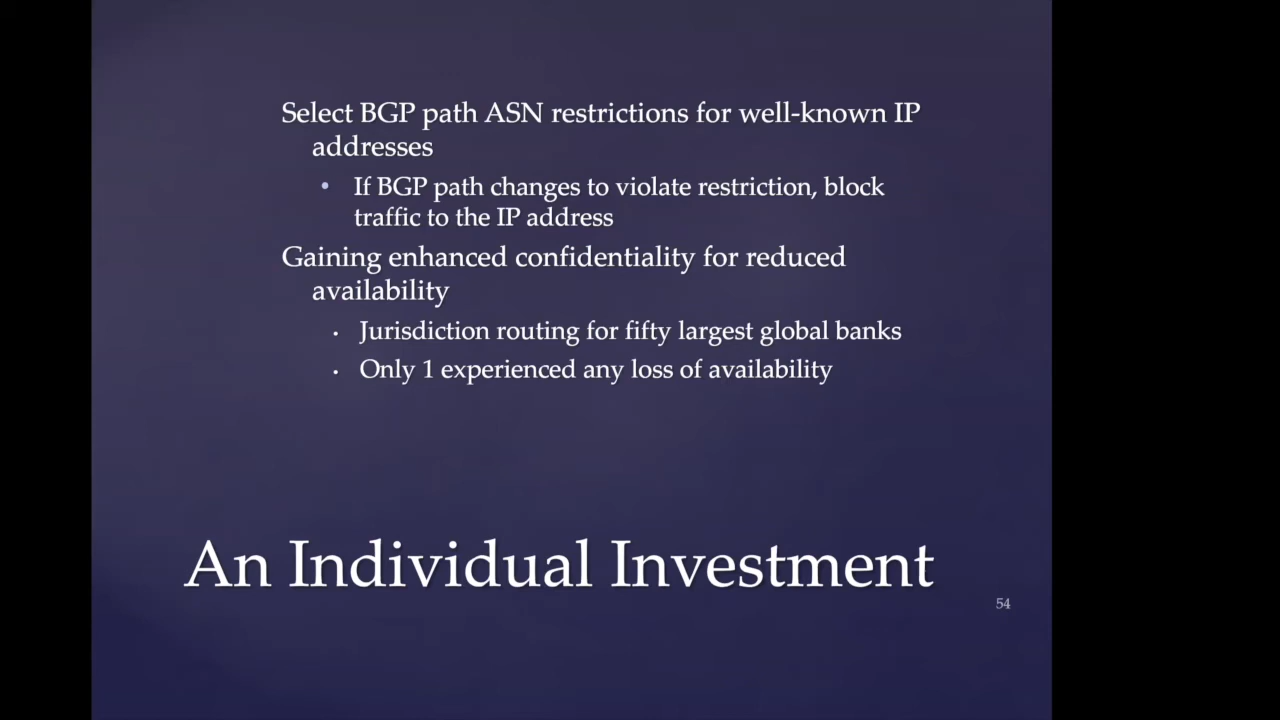 Select BGP path ASN restrictions for well-known IP
addresses
• If BGP path changes to violate restriction, block
traffic to the IP address
Gaining enhanced confidentiality for reduced
availability
• Jurisdiction routing for fifty largest global banks
• Only 1 experienced any loss of availability
An Individual Investment
54